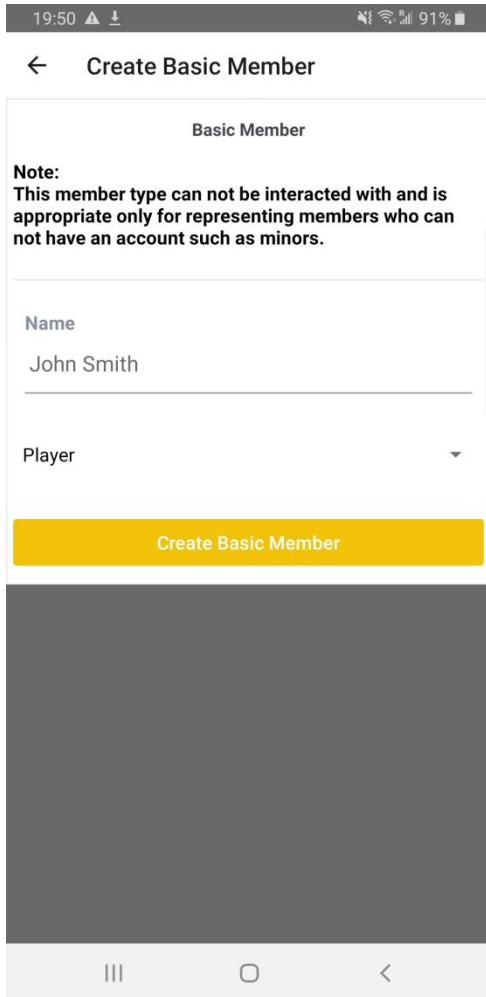 19:50
91%
Create Basic Member
Basic Member
Note:
This member type can not be interacted with and is
appropriate only for representing members who can
not have an account such as minors.
Name
John Smith
Player
Create Basic Member